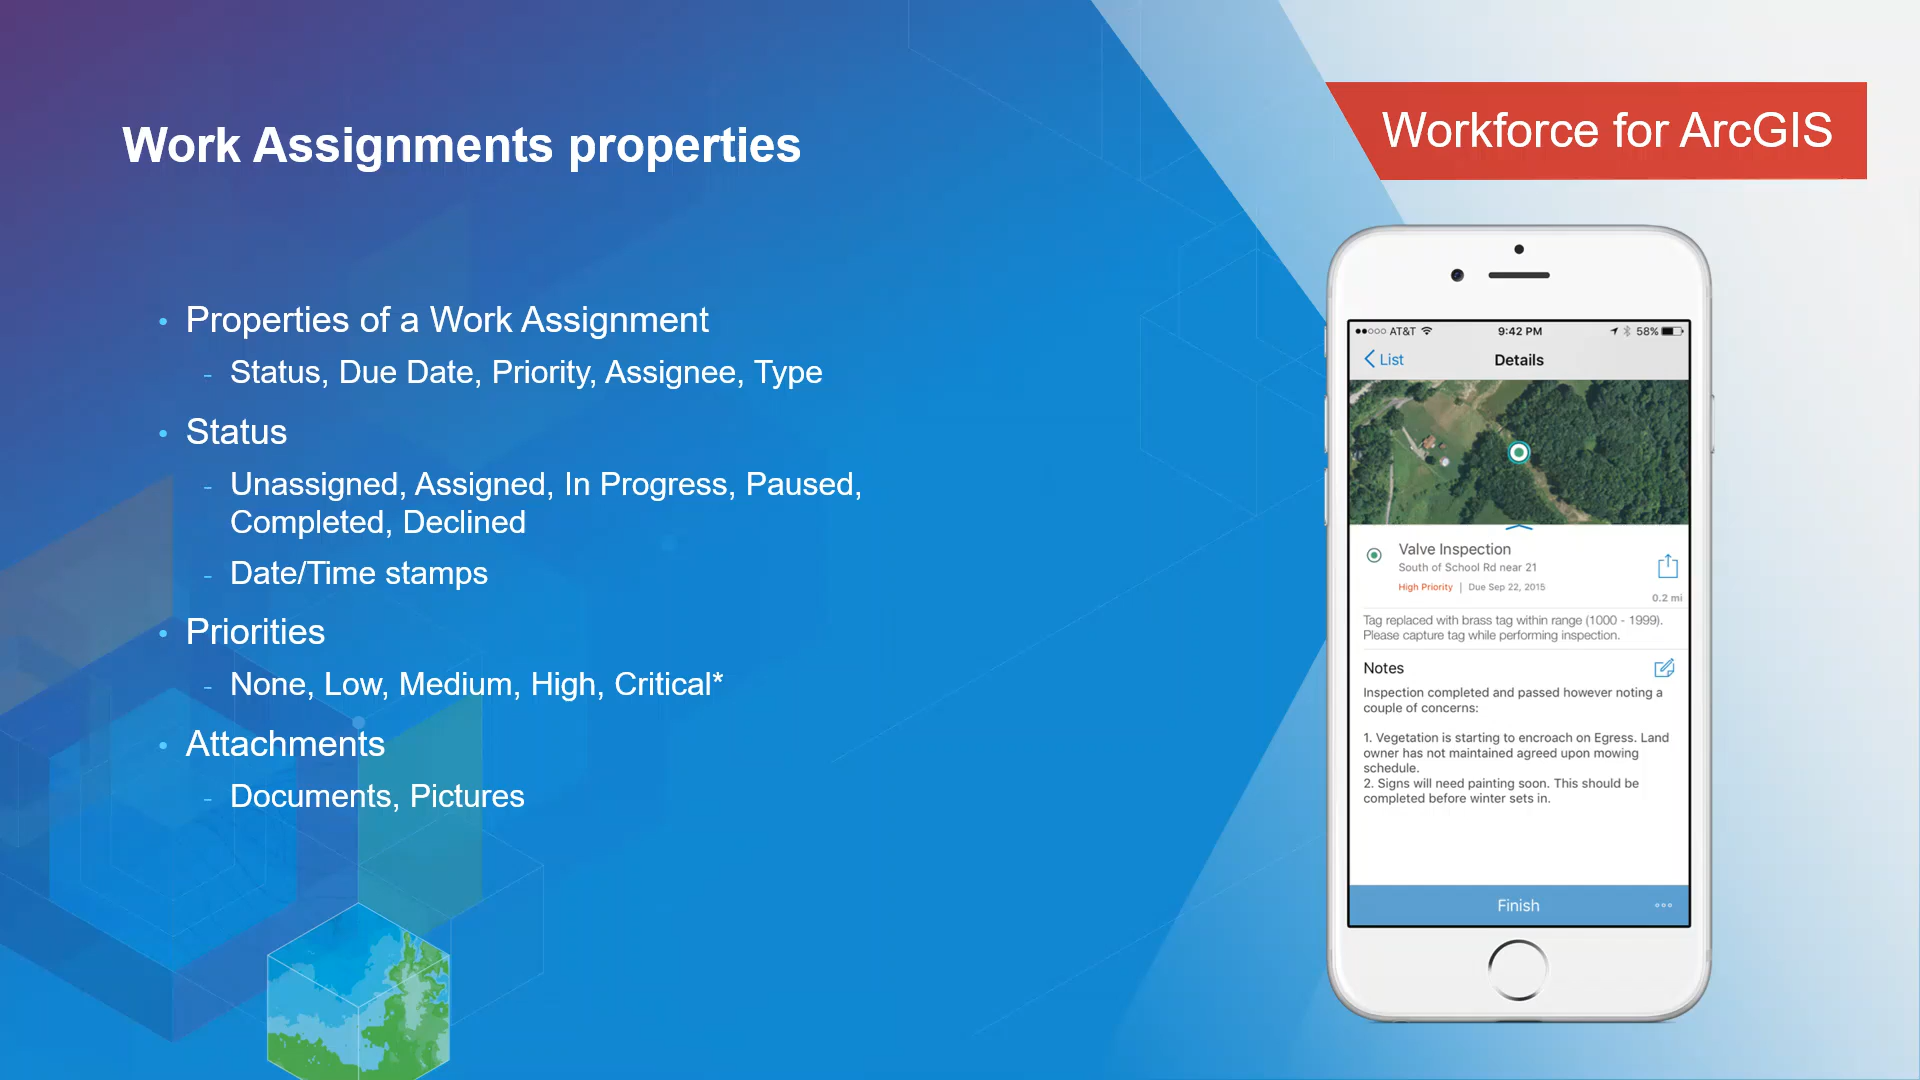 Work Assignments properties
Workforce for ArcGIS
• Properties of a Work Assignment
- Status, Due Date, Priority, Assignee, Type
• Status
- Unassigned, Assigned, In Progress, Paused,
Completed, Declined
- Date/Time stamps
• Priorities
- None, Low, Medium, High, Critical*
• Attachments
- Documents, Pictures
AT&T 9:42 PM 58%
List Details
Valve Inspection
South of School Rd near 21
High Priority | Due Sep 22, 2015
0.2 mi
Tag replaced with brass tag within range (1000 - 1999).
Please capture tag while performing inspection.
Notes
Inspection completed and passed however noting a
couple of concerns:
1. Vegetation is starting to encroach on Egress. Land
owner has not maintained agreed upon mowing
schedule.
2. Signs will need painting soon. This should be
completed before winter sets in.
Finish